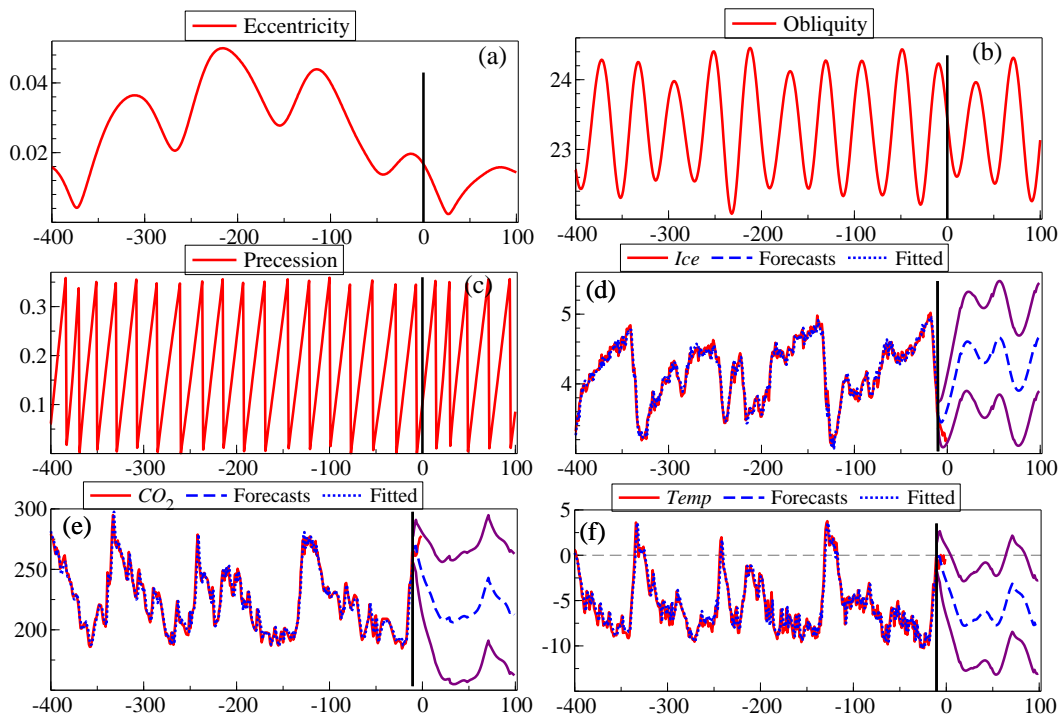 Eccentricity
(a)
0.04
0.02
-400 -300 -200 -100 0 100
Obliquity
(b)
24
23
-400 -300 -200 -100 0 100
Precession
(c)
0.3
0.2
0.1
-400 -300 -200 -100 0 100
Ice Forecasts Fitted
(d)
5
4
-400 -300 -200 -100 0 100
CO2 Forecasts Fitted
(e)
300
250
200
-400 -300 -200 -100 0 100
Temp Forecasts Fitted
(f)
5
0
-5
-10
-400 -300 -200 -100 0 100